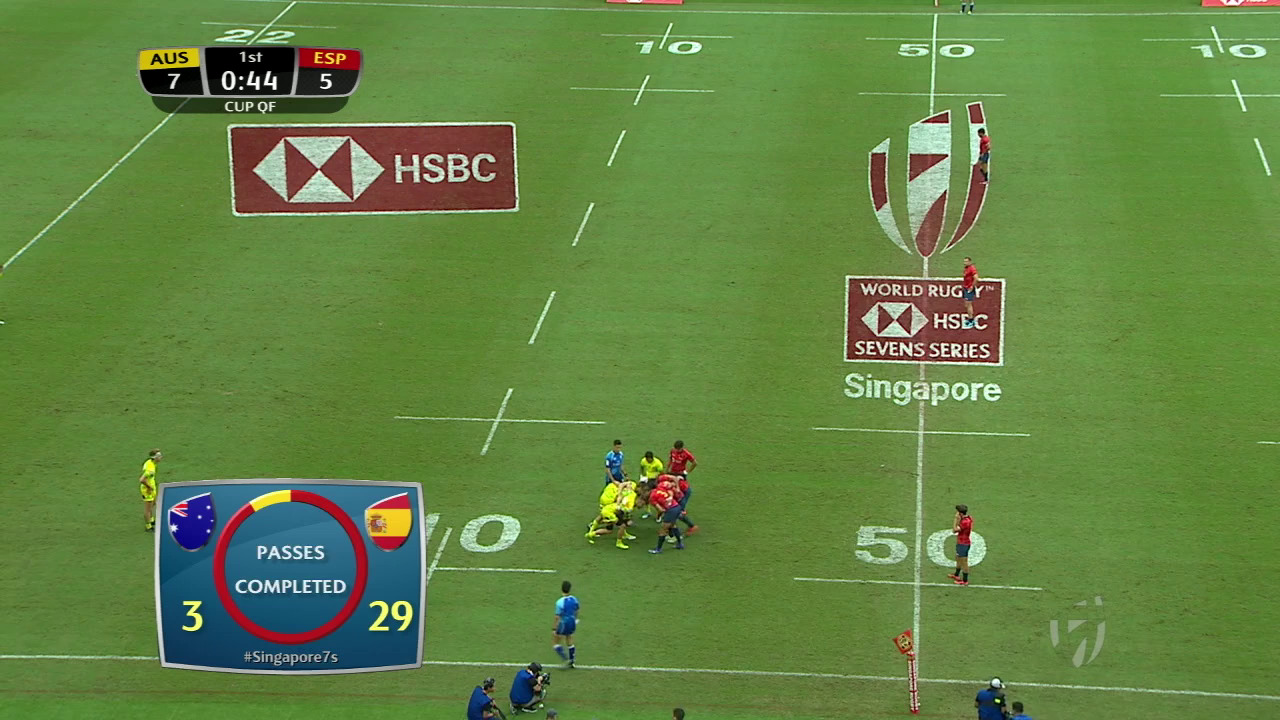 22
10
50
10
AUS 1st ESP
7 0:44 5
CUP QF
HSBC
WORLD RUGBY™
HSBC
SEVENS SERIES
Singapore
10
50
PASSES
COMPLETED
3 29
#Singapore7s